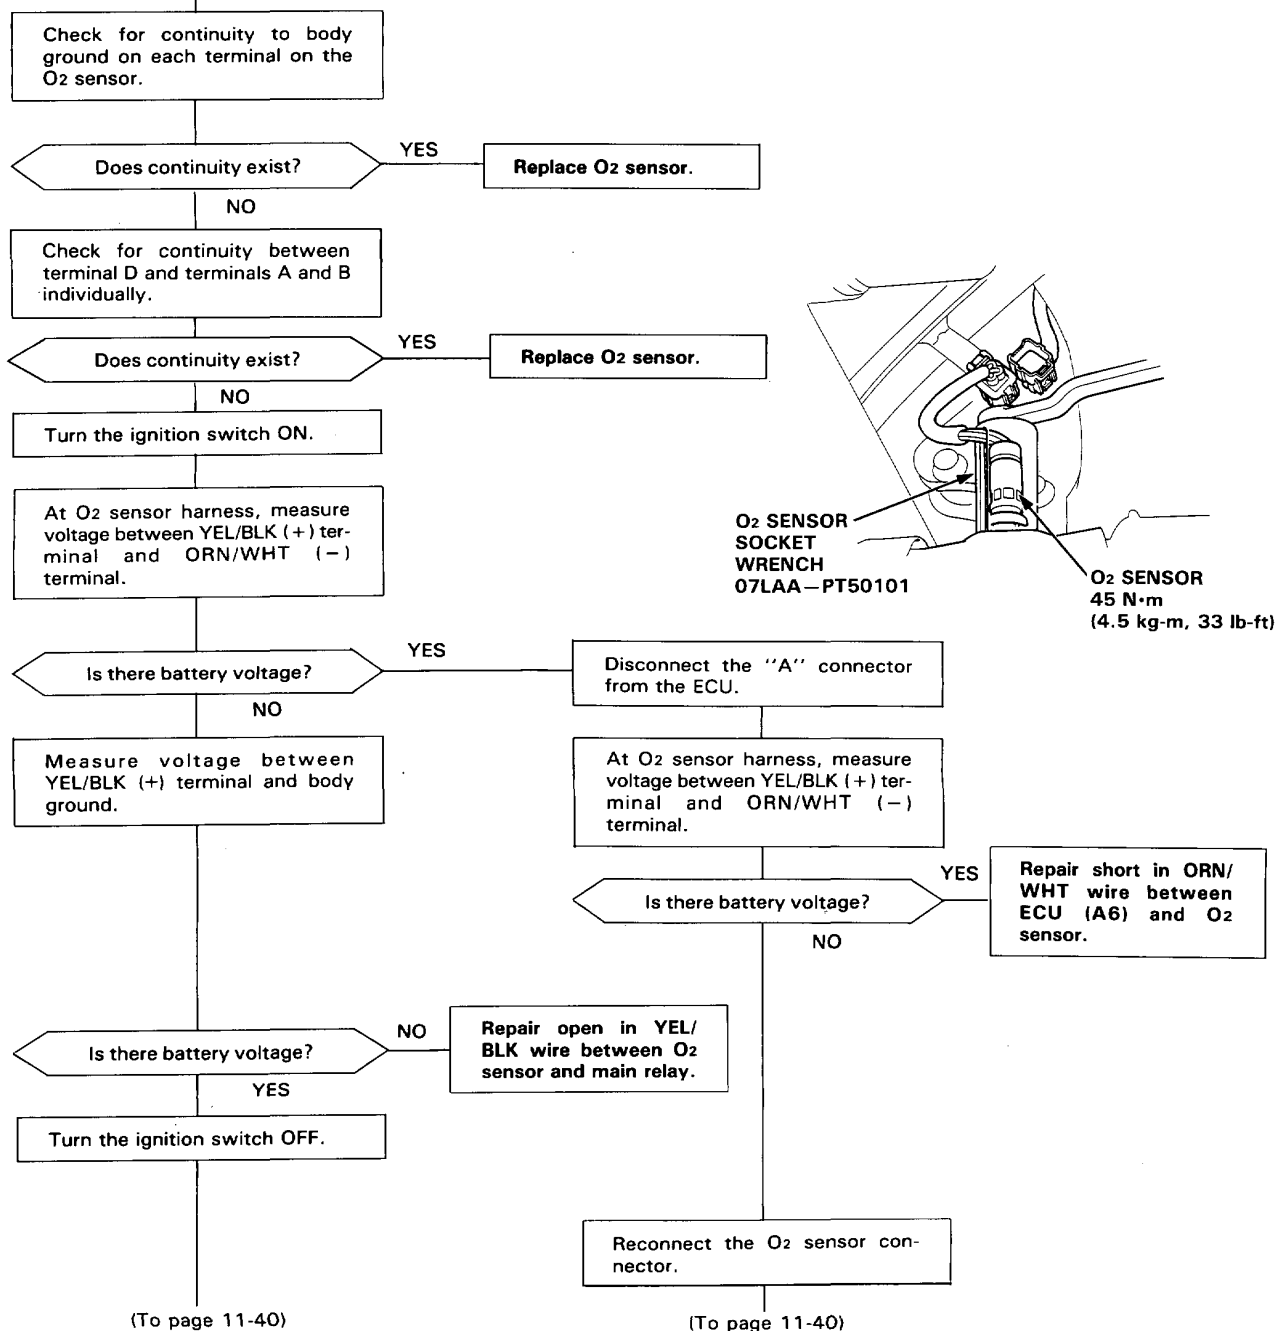 Check for continuity to body
ground on each terminal on the
O2 sensor.
Does continuity exist?
YES
Replace O2 sensor.
NO
Check for continuity between
terminal D and terminals A and B
individually.
Does continuity exist?
YES
Replace O2 sensor.
NO
Turn the ignition switch ON.
At O2 sensor harness, measure
voltage between YEL/BLK (+) ter-
minal and ORN/WHT (−)
terminal.
O2 SENSOR
SOCKET
WRENCH
07LAA—PT50101
O2 SENSOR
45 N·m
(4.5 kg-m, 33 lb-ft)
Is there battery voltage?
YES
NO
Disconnect the "A" connector
from the ECU.
Measure voltage between
YEL/BLK (+) terminal and body
ground.
At O2 sensor harness, measure
voltage between YEL/BLK (+) ter-
minal and ORN/WHT (−)
terminal.
Is there battery voltage?
YES
Repair short in ORN/
WHT wire between
ECU (A6) and O2
sensor.
NO
Is there battery voltage?
NO
Repair open in YEL/
BLK wire between O2
sensor and main relay.
YES
Turn the ignition switch OFF.
Reconnect the O2 sensor con-
nector.
(To page 11-40)
(To page 11-40)